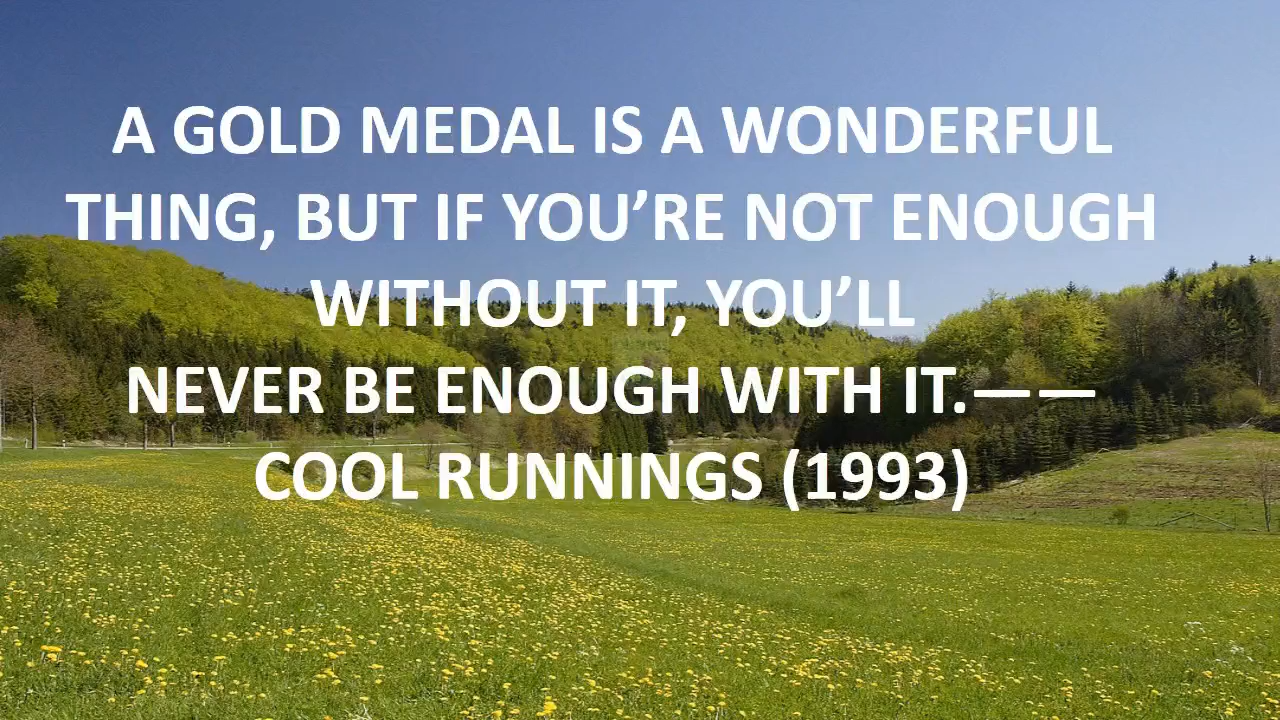 A GOLD MEDAL IS A WONDERFUL
THING, BUT IF YOU’RE NOT ENOUGH
WITHOUT IT, YOU’LL
NEVER BE ENOUGH WITH IT.——
COOL RUNNINGS (1993)